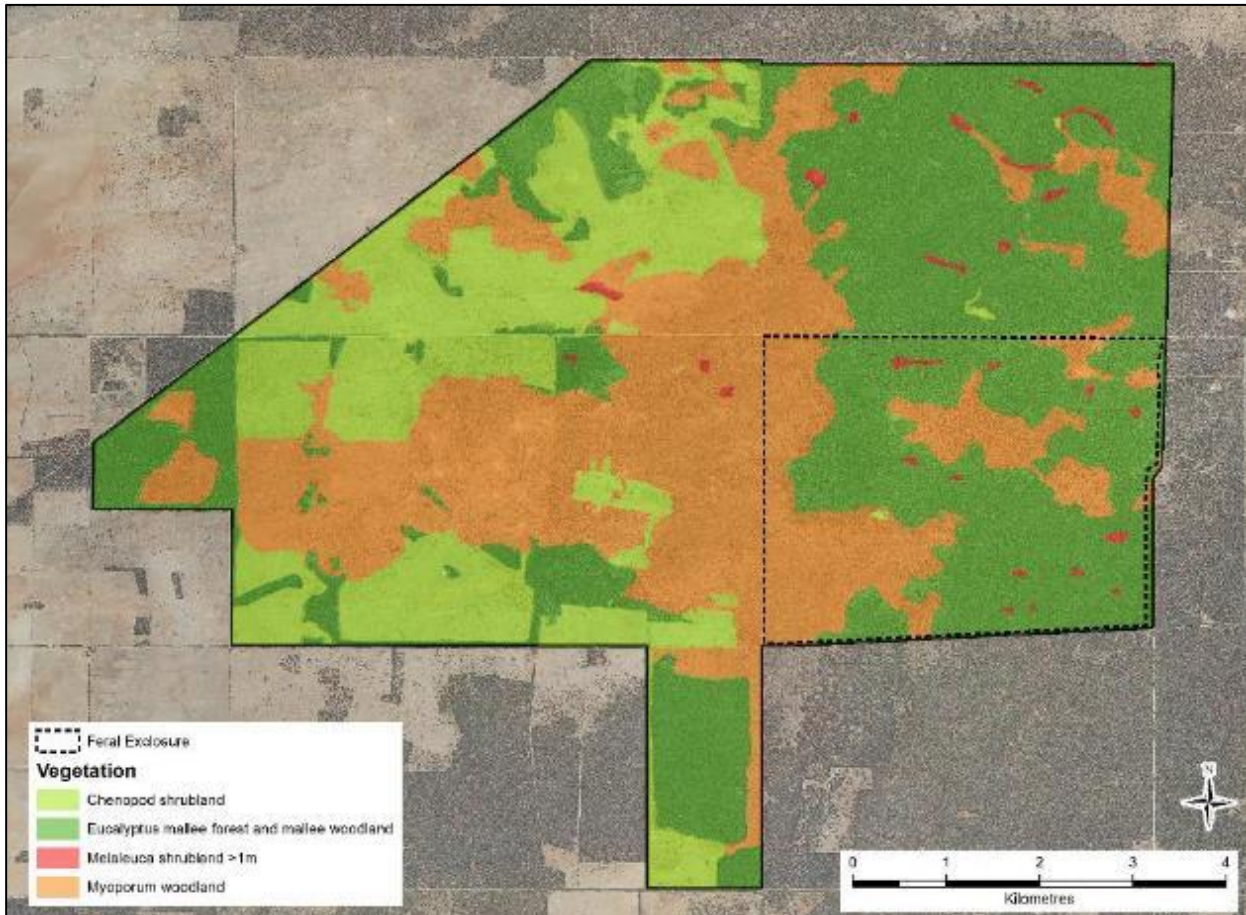 Feral Exclosure
Vegetation
Chenopod shrubland
Eucalyptus mallee forest and mallee woodland
Melaleuca shrubland >1m
Myoporum woodland
N
0 1 2 3 4
Kilometres